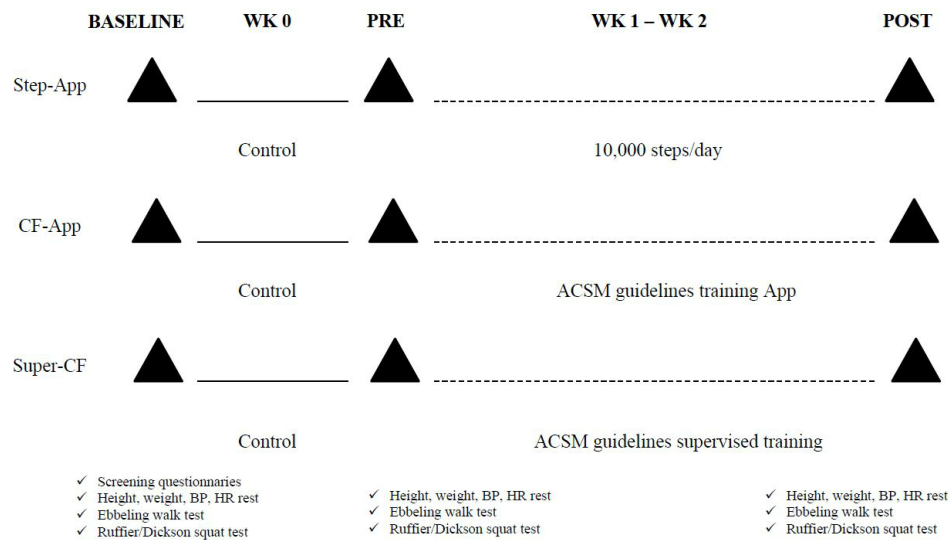 BASELINE WK 0 PRE WK 1 – WK 2 POST
Step-App
Control 10,000 steps/day
CF-App
Control ACSM guidelines training App
Super-CF
Control ACSM guidelines supervised training
✓ Screening questionnaries
✓ Height, weight, BP, HR rest
✓ Ebbeling walk test
✓ Ruffier/Dickson squat test
✓ Height, weight, BP, HR rest
✓ Ebbeling walk test
✓ Ruffier/Dickson squat test
✓ Height, weight, BP, HR rest
✓ Ebbeling walk test
✓ Ruffier/Dickson squat test